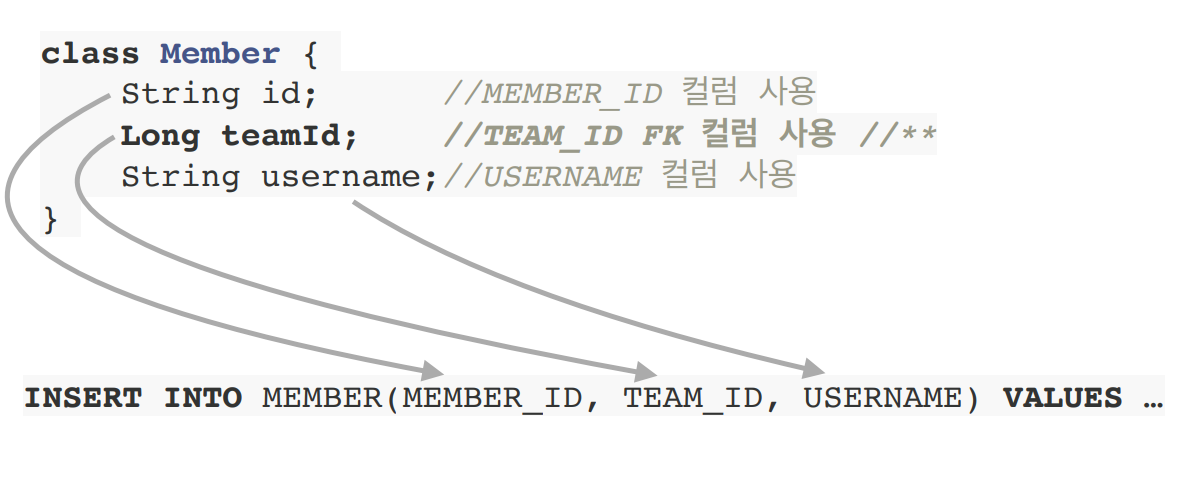 class Member {
String id; //MEMBER_ID 컬럼 사용
Long teamId; //TEAM_ID FK 컬럼 사용 //**
String username;//USERNAME 컬럼 사용
}
INSERT INTO MEMBER(MEMBER_ID, TEAM_ID, USERNAME) VALUES …